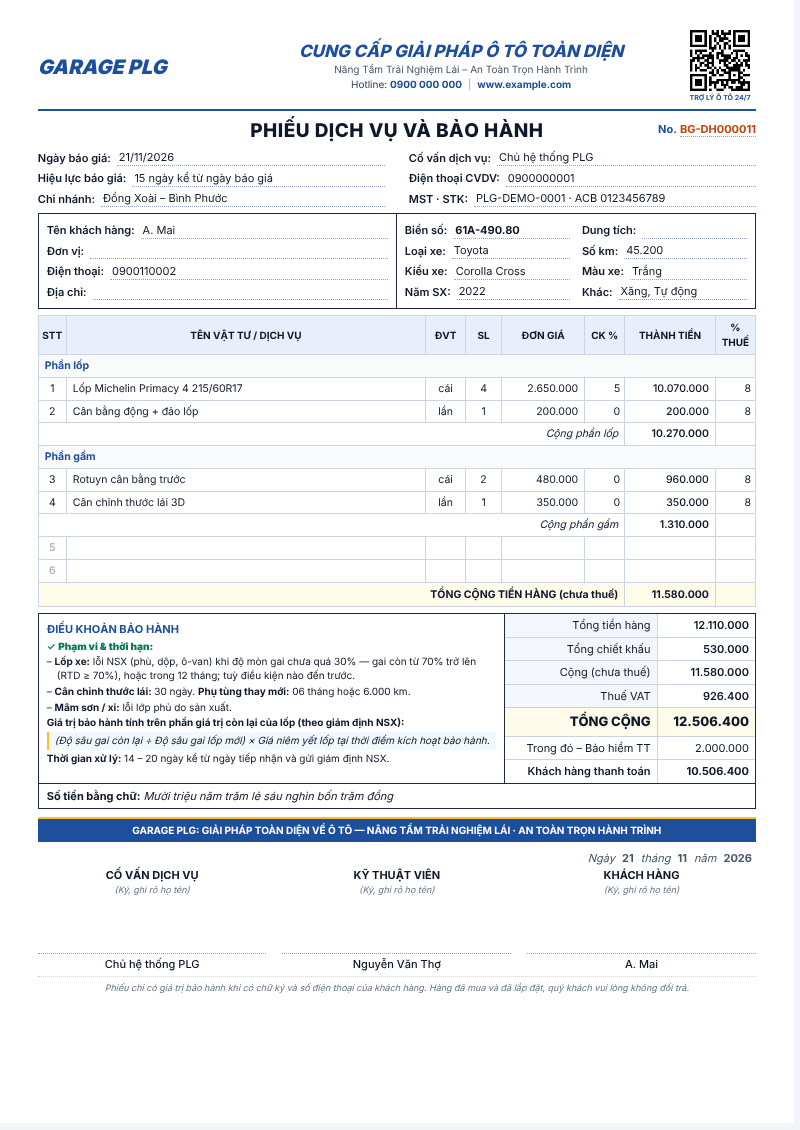 GARAGE PLG
CUNG CẤP GIẢI PHÁP Ô TÔ TOÀN DIỆN
Nâng Tầm Trải Nghiệm Lái – An Toàn Trọn Hành Trình
Hotline: 0900 000 000 | www.example.com
TRỢ LÝ Ô TÔ 24/7
PHIẾU DỊCH VỤ VÀ BẢO HÀNH
No. BG-DH000011
Ngày báo giá: 21/11/2026
Cố vấn dịch vụ: Chủ hệ thống PLG
Hiệu lực báo giá: 15 ngày kể từ ngày báo giá
Điện thoại CVDV: 0900000001
Chi nhánh: Đồng Xoài – Bình Phước
MST · STK: PLG-DEMO-0001 · ACB 0123456789
Tên khách hàng: A. Mai
Biển số: 61A-490.80 Dung tích:
Đơn vị:
Loại xe: Toyota Số km: 45.200
Điện thoại: 0900110002
Kiểu xe: Corolla Cross Màu xe: Trắng
Địa chỉ:
Năm SX: 2022 Khác: Xăng, Tự động
STT TÊN VẬT TƯ / DỊCH VỤ ĐVT SL ĐƠN GIÁ CK % THÀNH TIỀN % THUẾ
Phần lốp
1 Lốp Michelin Primacy 4 215/60R17 cái 4 2.650.000 5 10.070.000 8
2 Cân bằng động + đảo lốp lần 1 200.000 0 200.000 8
Cộng phần lốp 10.270.000
Phần gầm
3 Rotuyn cân bằng trước cái 2 480.000 0 960.000 8
4 Cân chỉnh thước lái 3D lần 1 350.000 0 350.000 8
Cộng phần gầm 1.310.000
5
6
TỔNG CỘNG TIỀN HÀNG (chưa thuế) 11.580.000
ĐIỀU KHOẢN BẢO HÀNH
✓ Phạm vi & thời hạn:
– Lốp xe: lỗi NSX (phù, dộp, ô-van) khi độ mòn gai chưa quá 30% — gai còn từ 70% trở lên
(RTD ≥ 70%), hoặc trong 12 tháng; tuỳ điều kiện nào đến trước.
– Cân chỉnh thước lái: 30 ngày. Phụ tùng thay mới: 06 tháng hoặc 6.000 km.
– Mâm sơn / xi: lỗi lớp phủ do sản xuất.
Giá trị bảo hành tính trên phần giá trị còn lại của lốp (theo giám định NSX):
(Độ sâu gai còn lại ÷ Độ sâu gai lốp mới) × Giá niêm yết lốp tại thời điểm kích hoạt bảo hành.
Thời gian xử lý: 14 – 20 ngày kể từ ngày tiếp nhận và gửi giám định NSX.
Tổng tiền hàng 12.110.000
Tổng chiết khấu 530.000
Cộng (chưa thuế) 11.580.000
Thuế VAT 926.400
TỔNG CỘNG 12.506.400
Trong đó – Bảo hiểm TT 2.000.000
Khách hàng thanh toán 10.506.400
Số tiền bằng chữ: Mười triệu năm trăm lẻ sáu nghìn bốn trăm đồng
GARAGE PLG: GIẢI PHÁP TOÀN DIỆN VỀ Ô TÔ — NÂNG TẦM TRẢI NGHIỆM LÁI · AN TOÀN TRỌN HÀNH TRÌNH
Ngày 21 tháng 11 năm 2026
CỐ VẤN DỊCH VỤ KỸ THUẬT VIÊN KHÁCH HÀNG
(Ký, ghi rõ họ tên) (Ký, ghi rõ họ tên) (Ký, ghi rõ họ tên)
Chủ hệ thống PLG Nguyễn Văn Thợ A. Mai
Phiếu chỉ có giá trị bảo hành khi có chữ ký và số điện thoại của khách hàng. Hàng đã mua và đã lắp đặt, quý khách vui lòng không đổi trả.